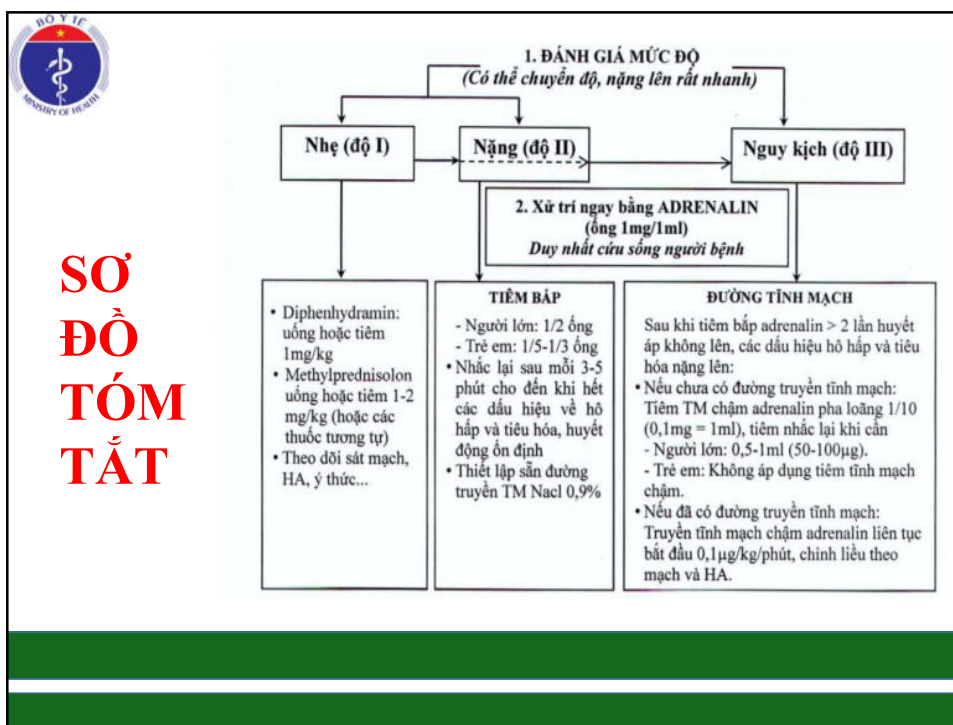 BỘ Y TẾ
MINISTRY OF HEALTH
SƠ
ĐỒ
TÓM
TẮT
1. ĐÁNH GIÁ MỨC ĐỘ
(Có thể chuyển độ, nặng lên rất nhanh)
Nhẹ (độ I)
Nặng (độ II)
Nguy kịch (độ III)
2. Xử trí ngay bằng ADRENALIN
(ống 1mg/1ml)
Duy nhất cứu sống người bệnh
• Diphenhydramin:
uống hoặc tiêm
1mg/kg
• Methylprednisolon
uống hoặc tiêm 1-2
mg/kg (hoặc các
thuốc tương tự)
• Theo dõi sát mạch,
HA, ý thức...
TIÊM BẮP
- Người lớn: 1/2 ống
- Trẻ em: 1/5-1/3 ống
• Nhắc lại sau mỗi 3-5
phút cho đến khi hết
các dấu hiệu về hô
hấp và tiêu hóa, huyết
động ổn định
• Thiết lập sẵn đường
truyền TM Nacl 0,9%
ĐƯỜNG TĨNH MẠCH
Sau khi tiêm bắp adrenalin > 2 lần huyết
áp không lên, các dấu hiệu hô hấp và tiêu
hóa nặng lên:
• Nếu chưa có đường truyền tĩnh mạch:
Tiêm TM chậm adrenalin pha loãng 1/10
(0,1mg = 1ml), tiêm nhắc lại khi cần
- Người lớn: 0,5-1ml (50-100µg).
- Trẻ em: Không áp dụng tiêm tĩnh mạch
chậm.
• Nếu đã có đường truyền tĩnh mạch:
Truyền tĩnh mạch chậm adrenalin liên tục
bắt đầu 0,1µg/kg/phút, chỉnh liều theo
mạch và HA.